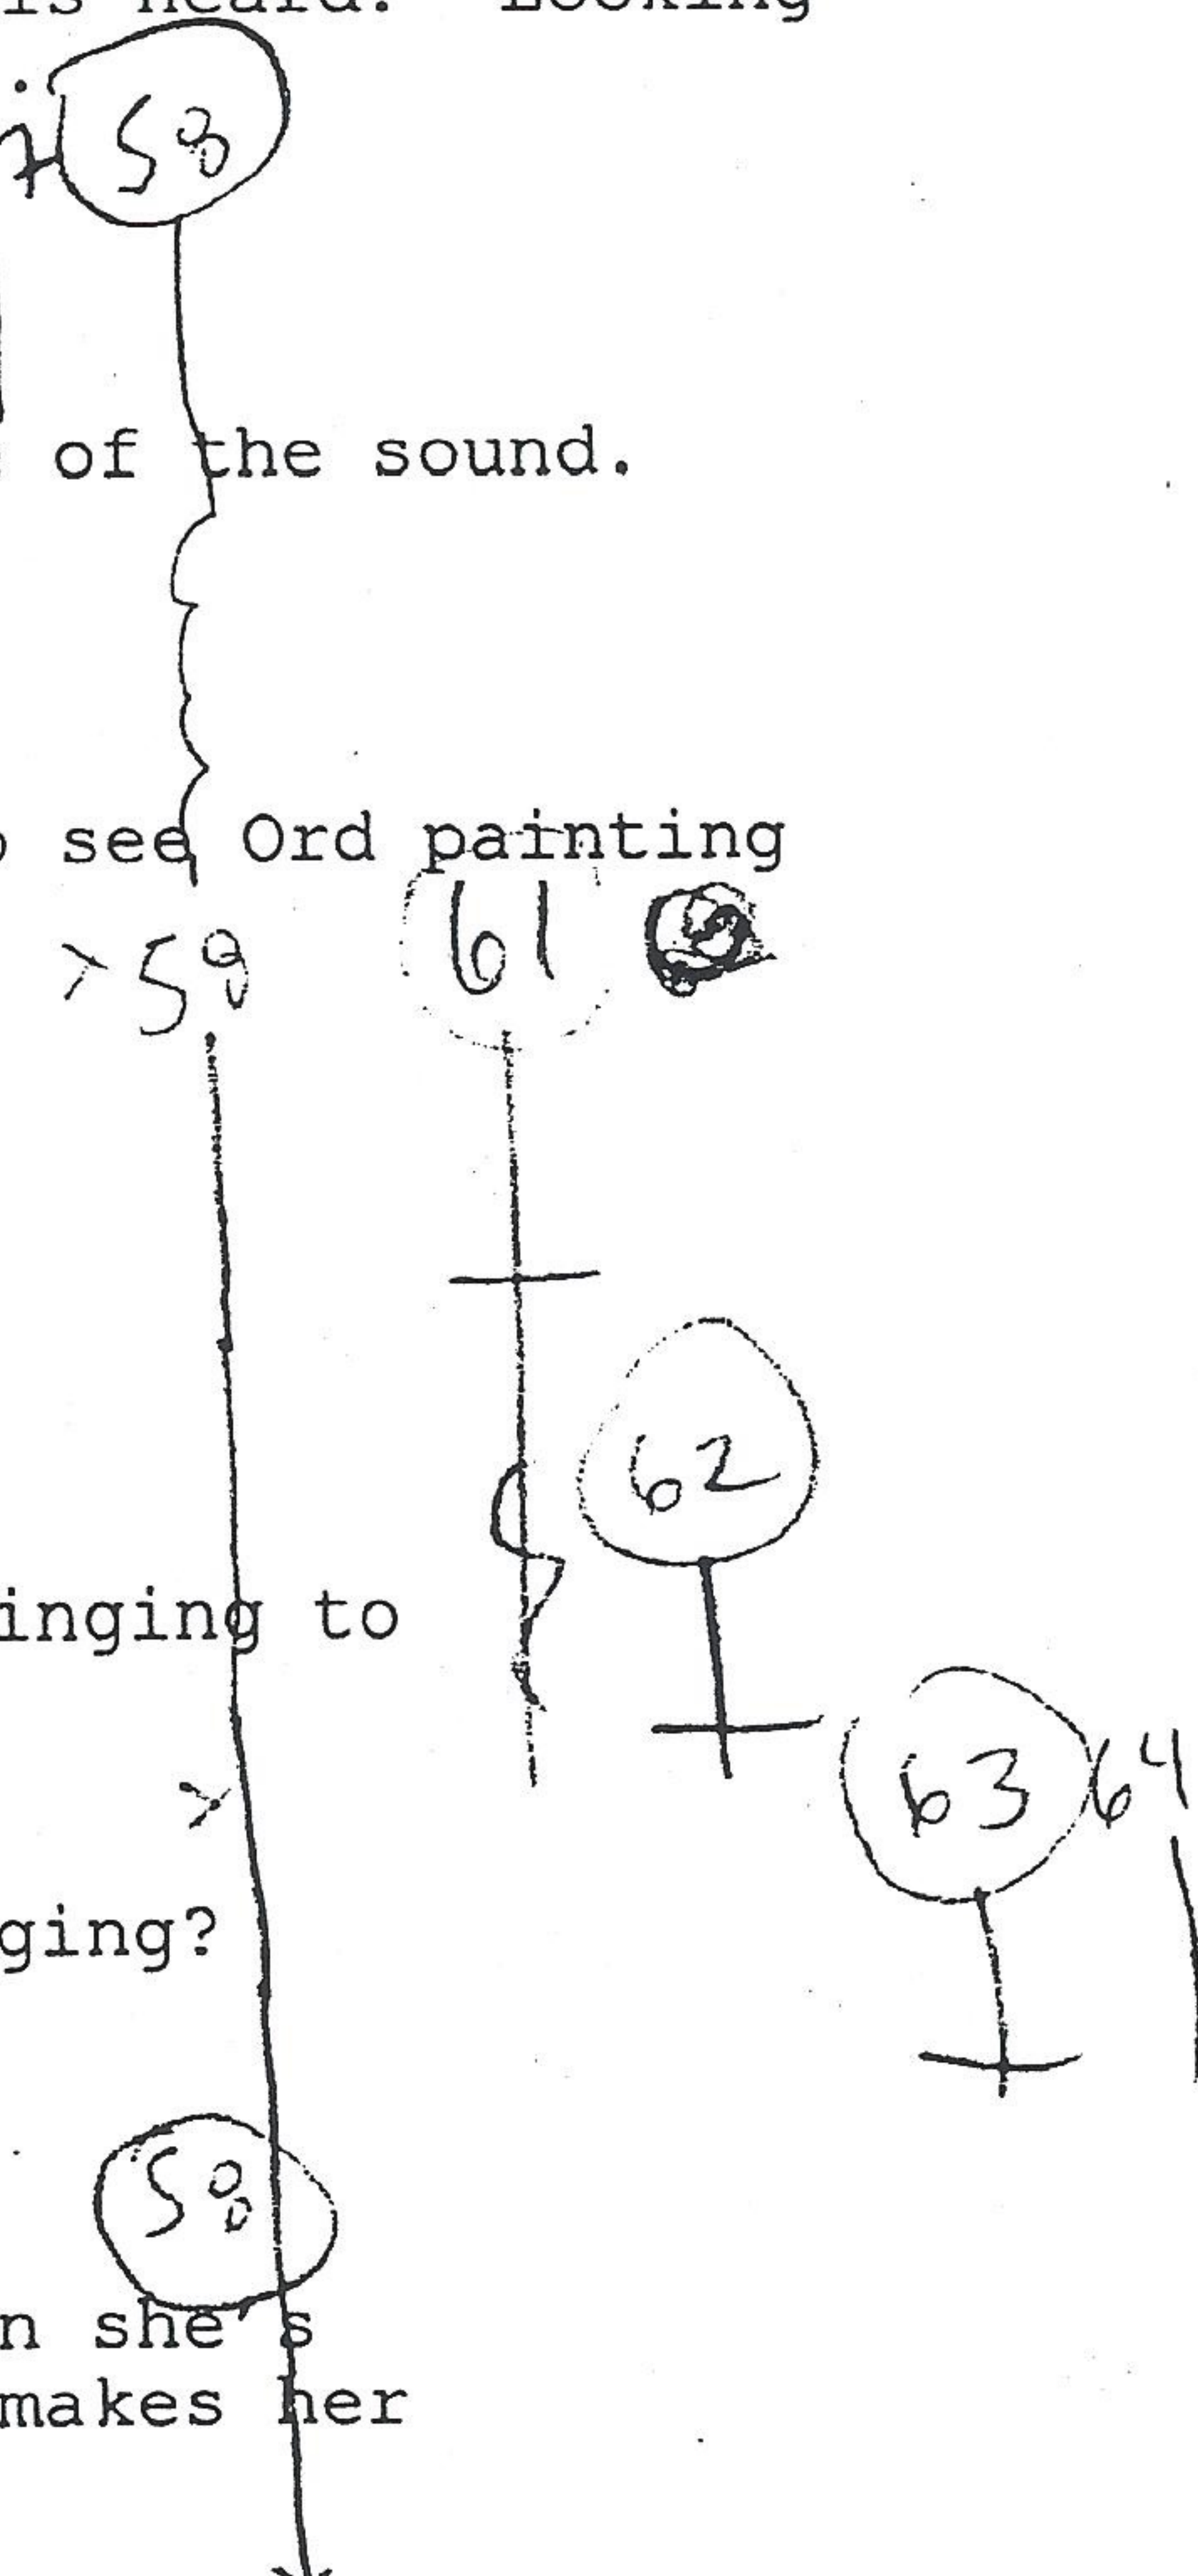 is heard. Looking
58
of the sound.
see Ord painting
>59 61
62
inging to
63 64
>
ging?
58
n she's
makes her